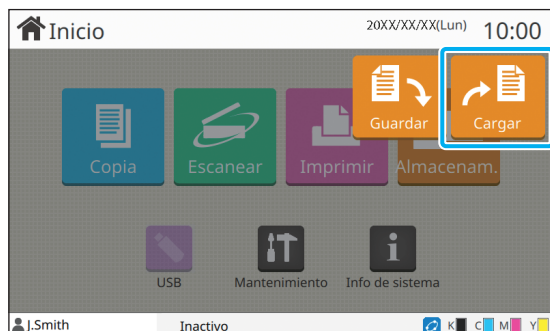 Inicio
20XX/XX/XX(Lun) 10:00
Guardar
Cargar
Copia
Escanear
Imprimir
Almacenam.
USB
Mantenimiento
Info de sistema
J.Smith
Inactivo
K C M Y